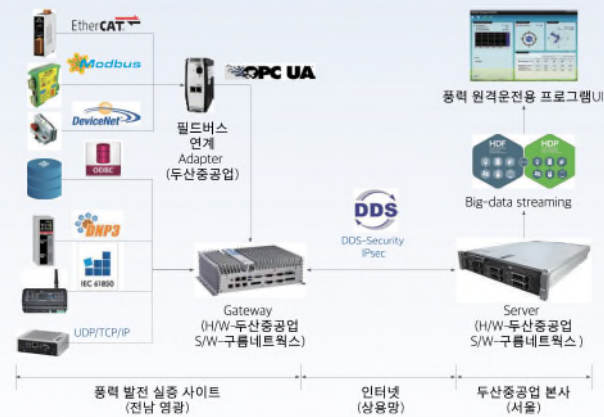 EtherCAT
Modbus
DeviceNet
OPC UA
필드버스
연계
Adapter
(두산중공업)
ODBC
DNP3
IEC 61850
UDP/TCP/IP
Gateway
(H/W-두산중공업
S/W-구름네트웍스)
DDS
DDS-Security
IPsec
풍력 원격운전용 프로그램UI
HDF
HDP
Big-data streaming
Server
(H/W-두산중공업
S/W-구름네트웍스)
풍력 발전 실증 사이트
(전남 영광)
인터넷
(상용망)
두산중공업 본사
(서울)